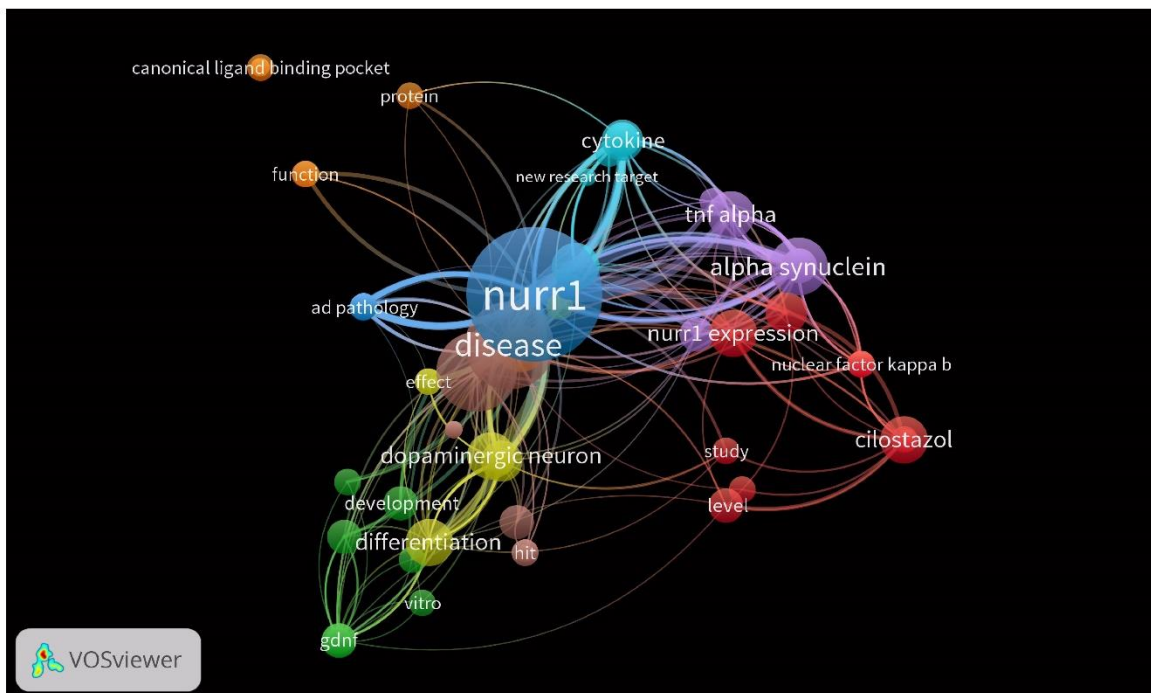 canonical ligand binding pocket
protein
cytokine
function
new research target
tnf alpha
alpha synuclein
nurr1
ad pathology
nurr1 expression
disease
nuclear factor kappa b
effect
cilostazol
dopaminergic neuron
study
development
level
differentiation
hit
vitro
gdnf
VOSviewer